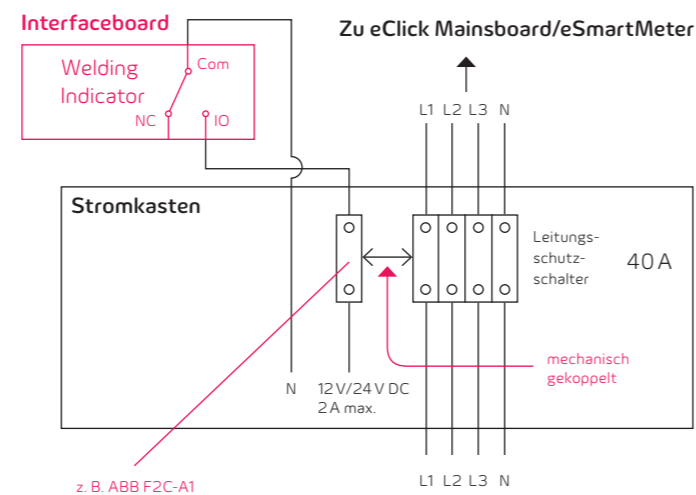 Interfaceboard
Zu eClick Mainsboard/eSmartMeter
Welding
Indicator
Com
NC
IO
L1 L2 L3 N
Stromkasten
Leitungs-
schutz-
schalter
40 A
mechanisch
gekoppelt
N
12 V/24 V DC
2 A max.
z. B. ABB F2C-A1
L1 L2 L3 N